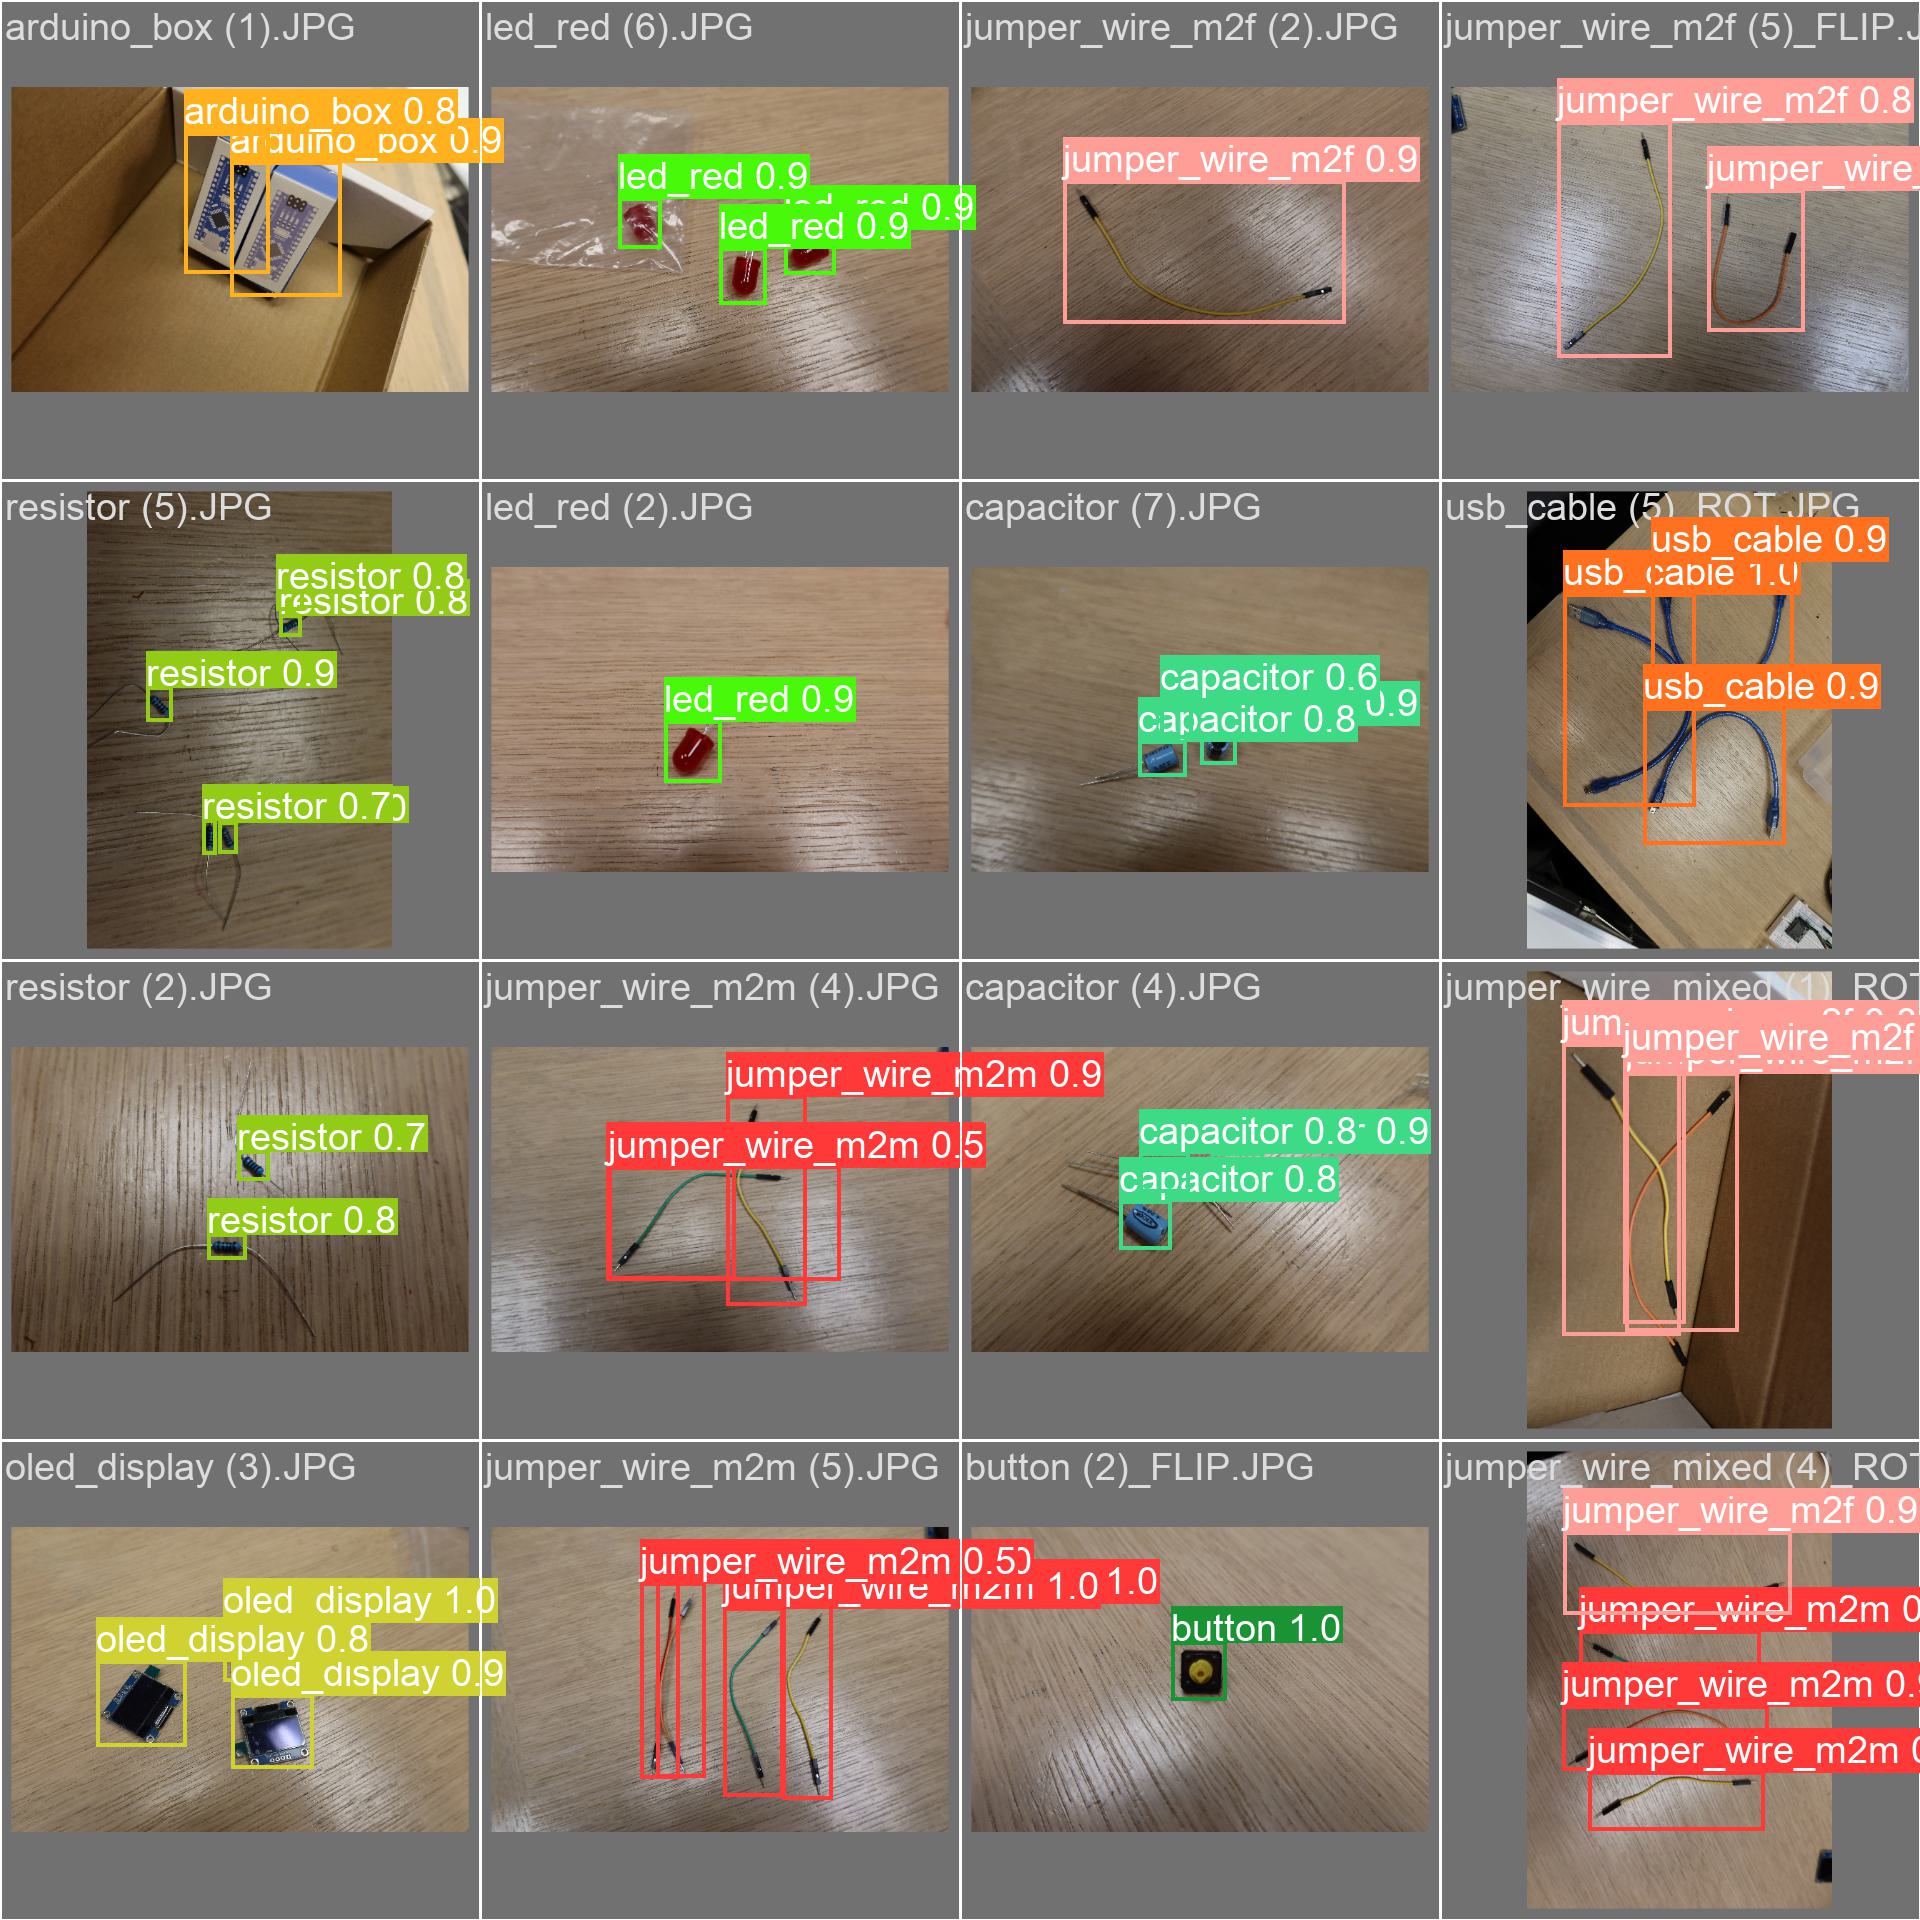 arduino_box (1).JPG
arduino_box 0.8
arduino_box 0.9
led_red (6).JPG
led_red 0.9
led_red 0.9
led_red 0.9
jumper_wire_m2f (2).JPG
jumper_wire_m2f 0.9
jumper_wire_m2f (5)_FLIP.J
jumper_wire_m2f 0.8
jumper_wire_
resistor (5).JPG
resistor 0.8
resistor 0.8
resistor 0.9
resistor 0.7
led_red (2).JPG
led_red 0.9
capacitor (7).JPG
capacitor 0.6
0.9
capacitor 0.8
usb_cable (5)_ROT.JPG
usb_cable 0.9
usb_cable 1.0
usb_cable 0.9
resistor (2).JPG
resistor 0.7
resistor 0.8
jumper_wire_m2m (4).JPG
jumper_wire_m2m 0.9
jumper_wire_m2m 0.5
capacitor (4).JPG
capacitor 0.8
0.9
capacitor 0.8
jumper_wire_mixed (1)_ROT
jum
jumper_wire_m2f
oled_display (3).JPG
oled_display 1.0
oled_display 0.8
oled_display 0.9
jumper_wire_m2m (5).JPG
jumper_wire_m2m 0.5
jumper_wire_m2m 1.0
1.0
button (2)_FLIP.JPG
button 1.0
jumper_wire_mixed (4)_ROT
jumper_wire_m2f 0.9
jumper_wire_m2m 0
jumper_wire_m2m 0.9
jumper_wire_m2m 0